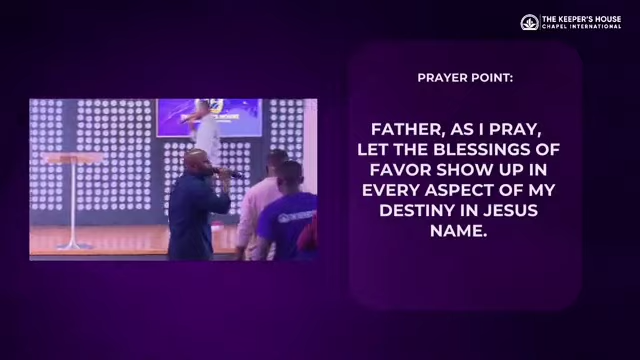 THE KEEPER'S HOUSE
CHAPEL INTERNATIONAL
PRAYER POINT:
FATHER, AS I PRAY,
LET THE BLESSINGS OF
FAVOR SHOW UP IN
EVERY ASPECT OF MY
DESTINY IN JESUS
NAME.